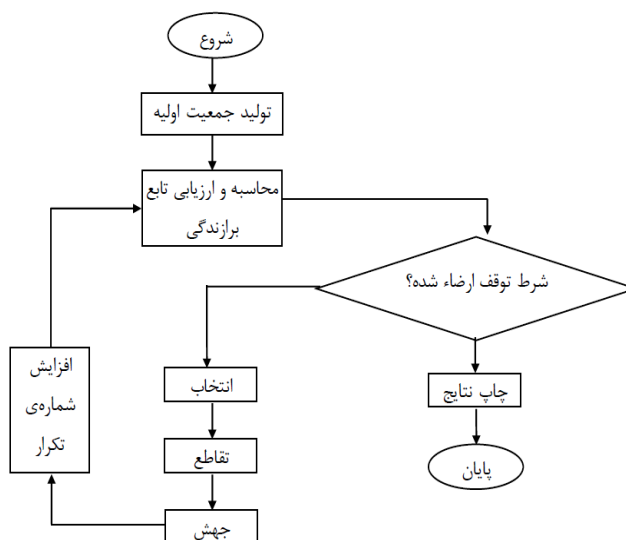 شروع
تولید جمعیت اولیه
محاسبه و ارزیابی تابع
برازندگی
شرط توقف ارضاء شده؟
انتخاب
تقاطع
جهش
افزایش
شماره‌ی
تکرار
چاپ نتایج
پایان